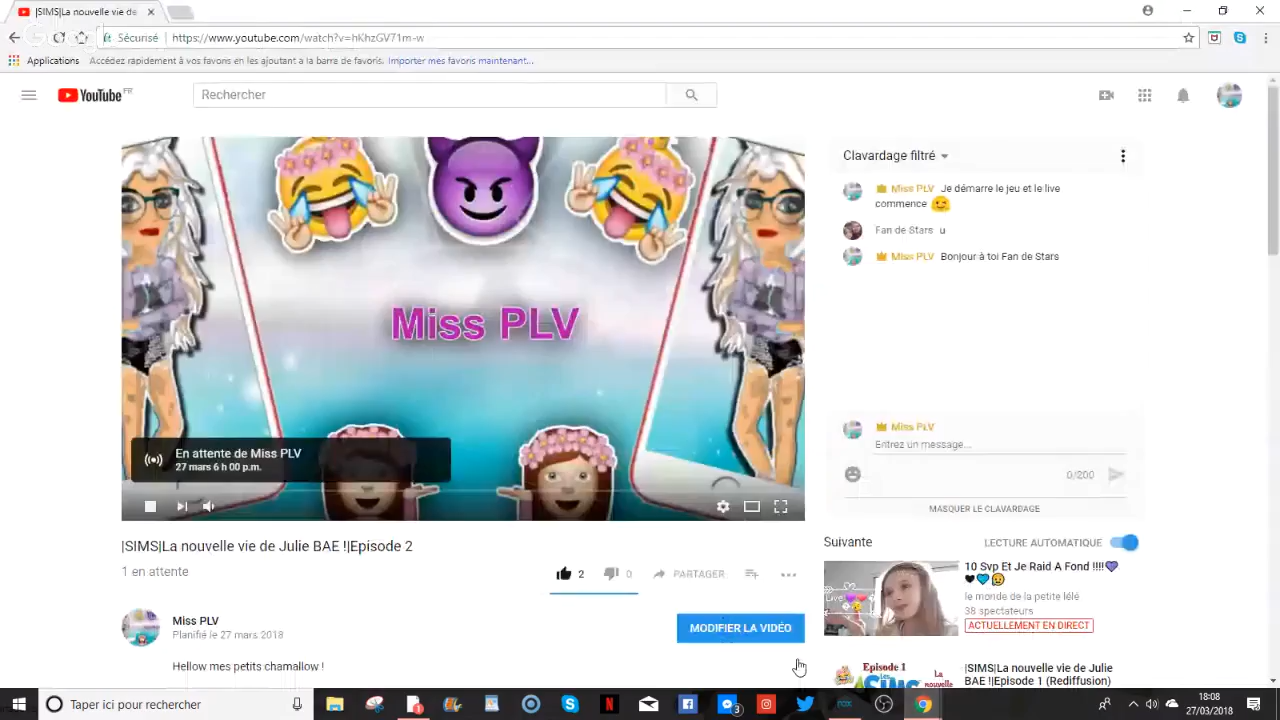 |SIMS|La nouvelle vie de
Sécurisé
https://www.youtube.com/watch?v=hKhzGV71m-w
Applications
Accédez rapidement à vos favoris en les ajoutant à la barre de favoris.
Importer mes favoris maintenant...
YouTube FR
Rechercher
Miss PLV
En attente de Miss PLV
27 mars 6 h 00 p.m.
|SIMS|La nouvelle vie de Julie BAE !|Episode 2
1 en attente
2
0
PARTAGER
Miss PLV
Planifié le 27 mars 2018
MODIFIER LA VIDÉO
Hellow mes petits chamallow !
Clavardage filtré
Miss PLV Je démarre le jeu et le live
commence
Fan de Stars u
Miss PLV Bonjour à toi Fan de Stars
Miss PLV
Entrez un message...
0/200
MASQUER LE CLAVARDAGE
Suivante
LECTURE AUTOMATIQUE
Live
10 Svp Et Je Raid A Fond !!!!💜
🖤💙😉
le monde de la petite lélé
38 spectateurs
ACTUELLEMENT EN DIRECT
Episode 1
Les
SIMS
La
nouvelle
|SIMS|La nouvelle vie de Julie
BAE !|Episode 1 (Rediffusion)
Taper ici pour rechercher
18:08
27/03/2018